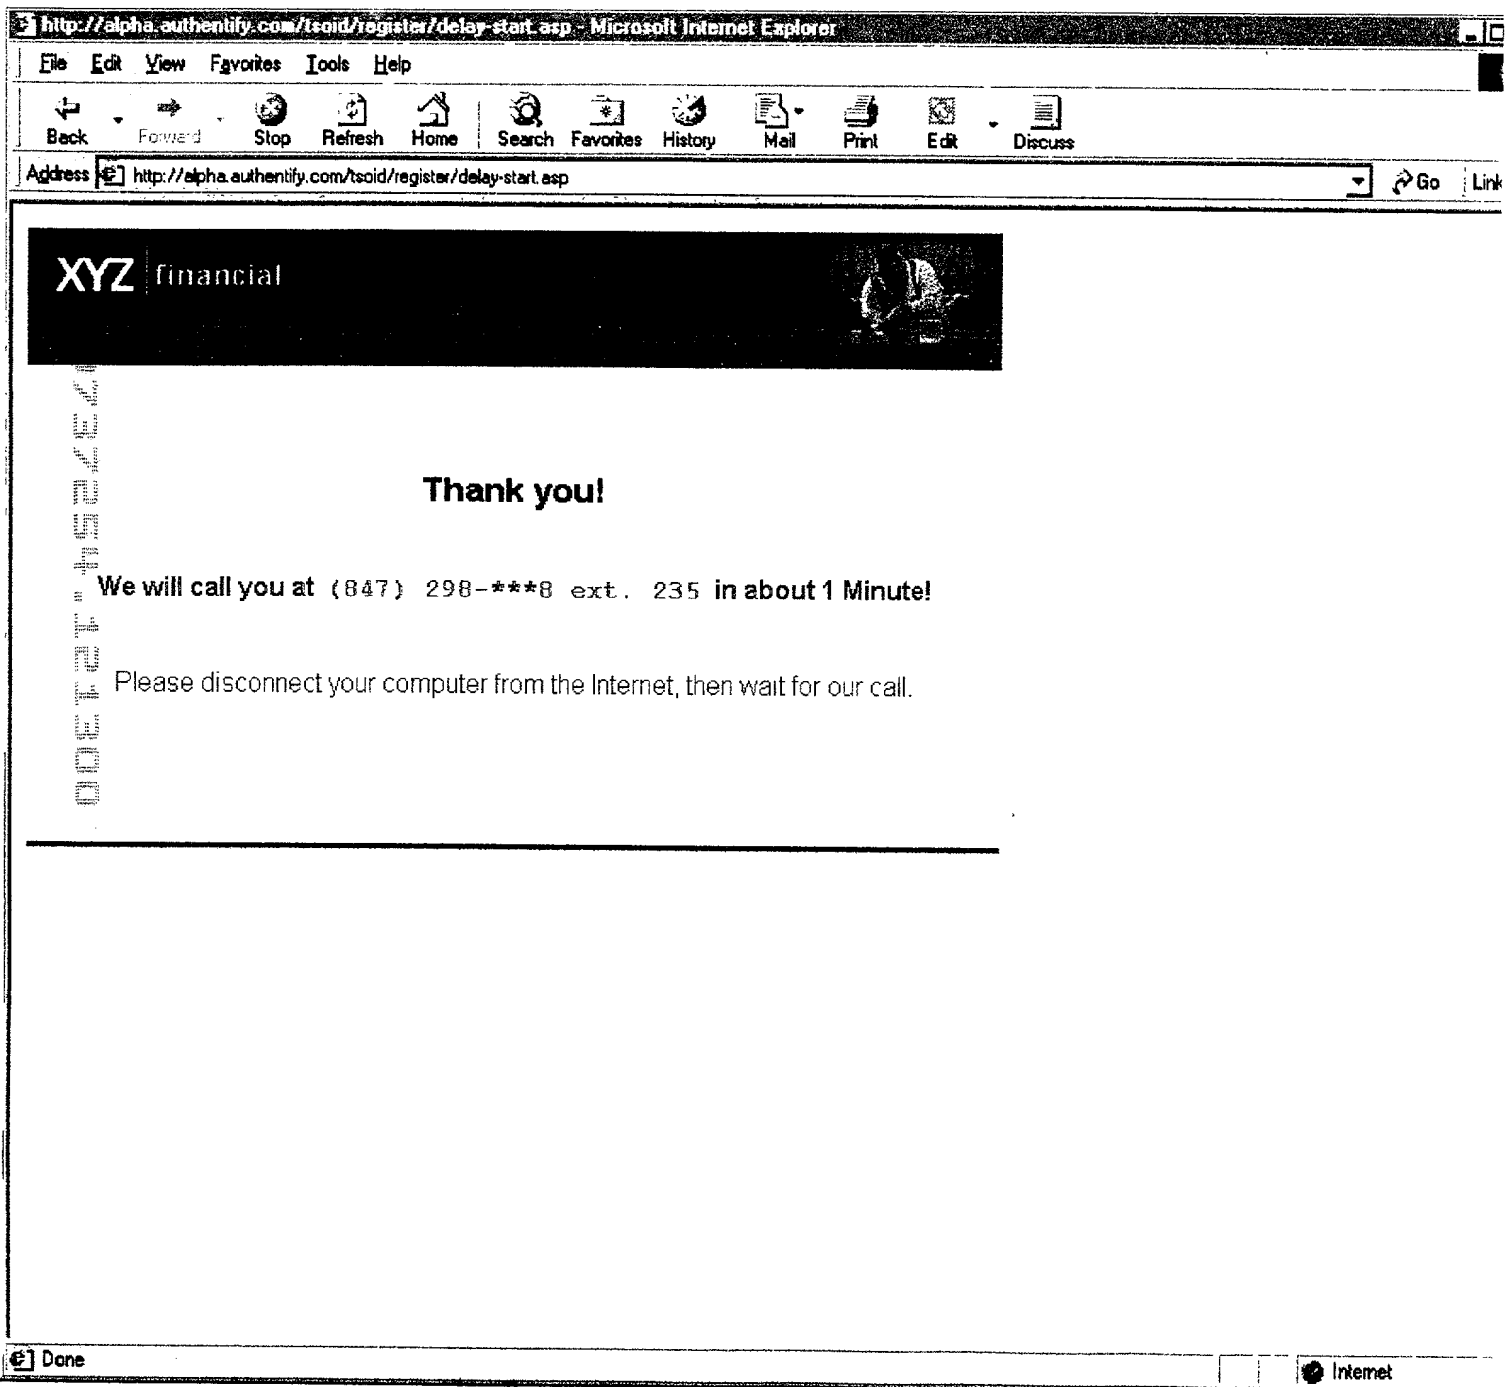 http://alpha.authentify.com/tsoid/register/delay-start.asp - Microsoft Internet Explorer
File Edit View Favorites Tools Help
Back Forward Stop Refresh Home Search Favorites History Mail Print Edit Discuss
Address http://alpha.authentify.com/tsoid/register/delay-start.asp Go Link
XYZ financial
Thank you!
We will call you at (847) 298-***8 ext. 235 in about 1 Minute!
Please disconnect your computer from the Internet, then wait for our call.
Done Internet